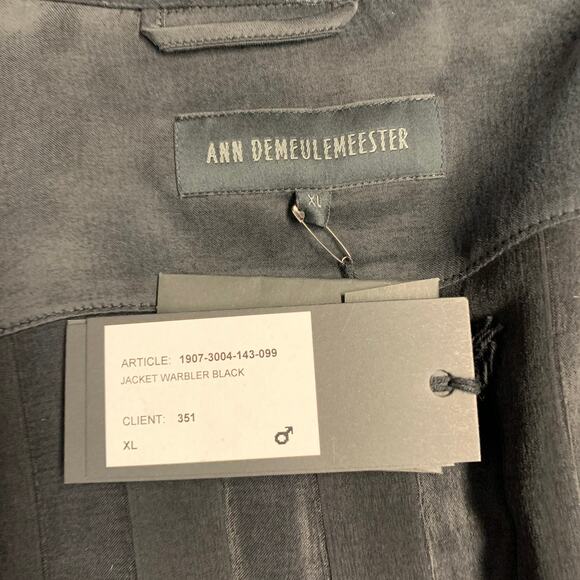 ANN DEMEULEMEESTER
XL
ARTICLE: 1907-3004-143-099
JACKET WARBLER BLACK
CLIENT: 351
XL